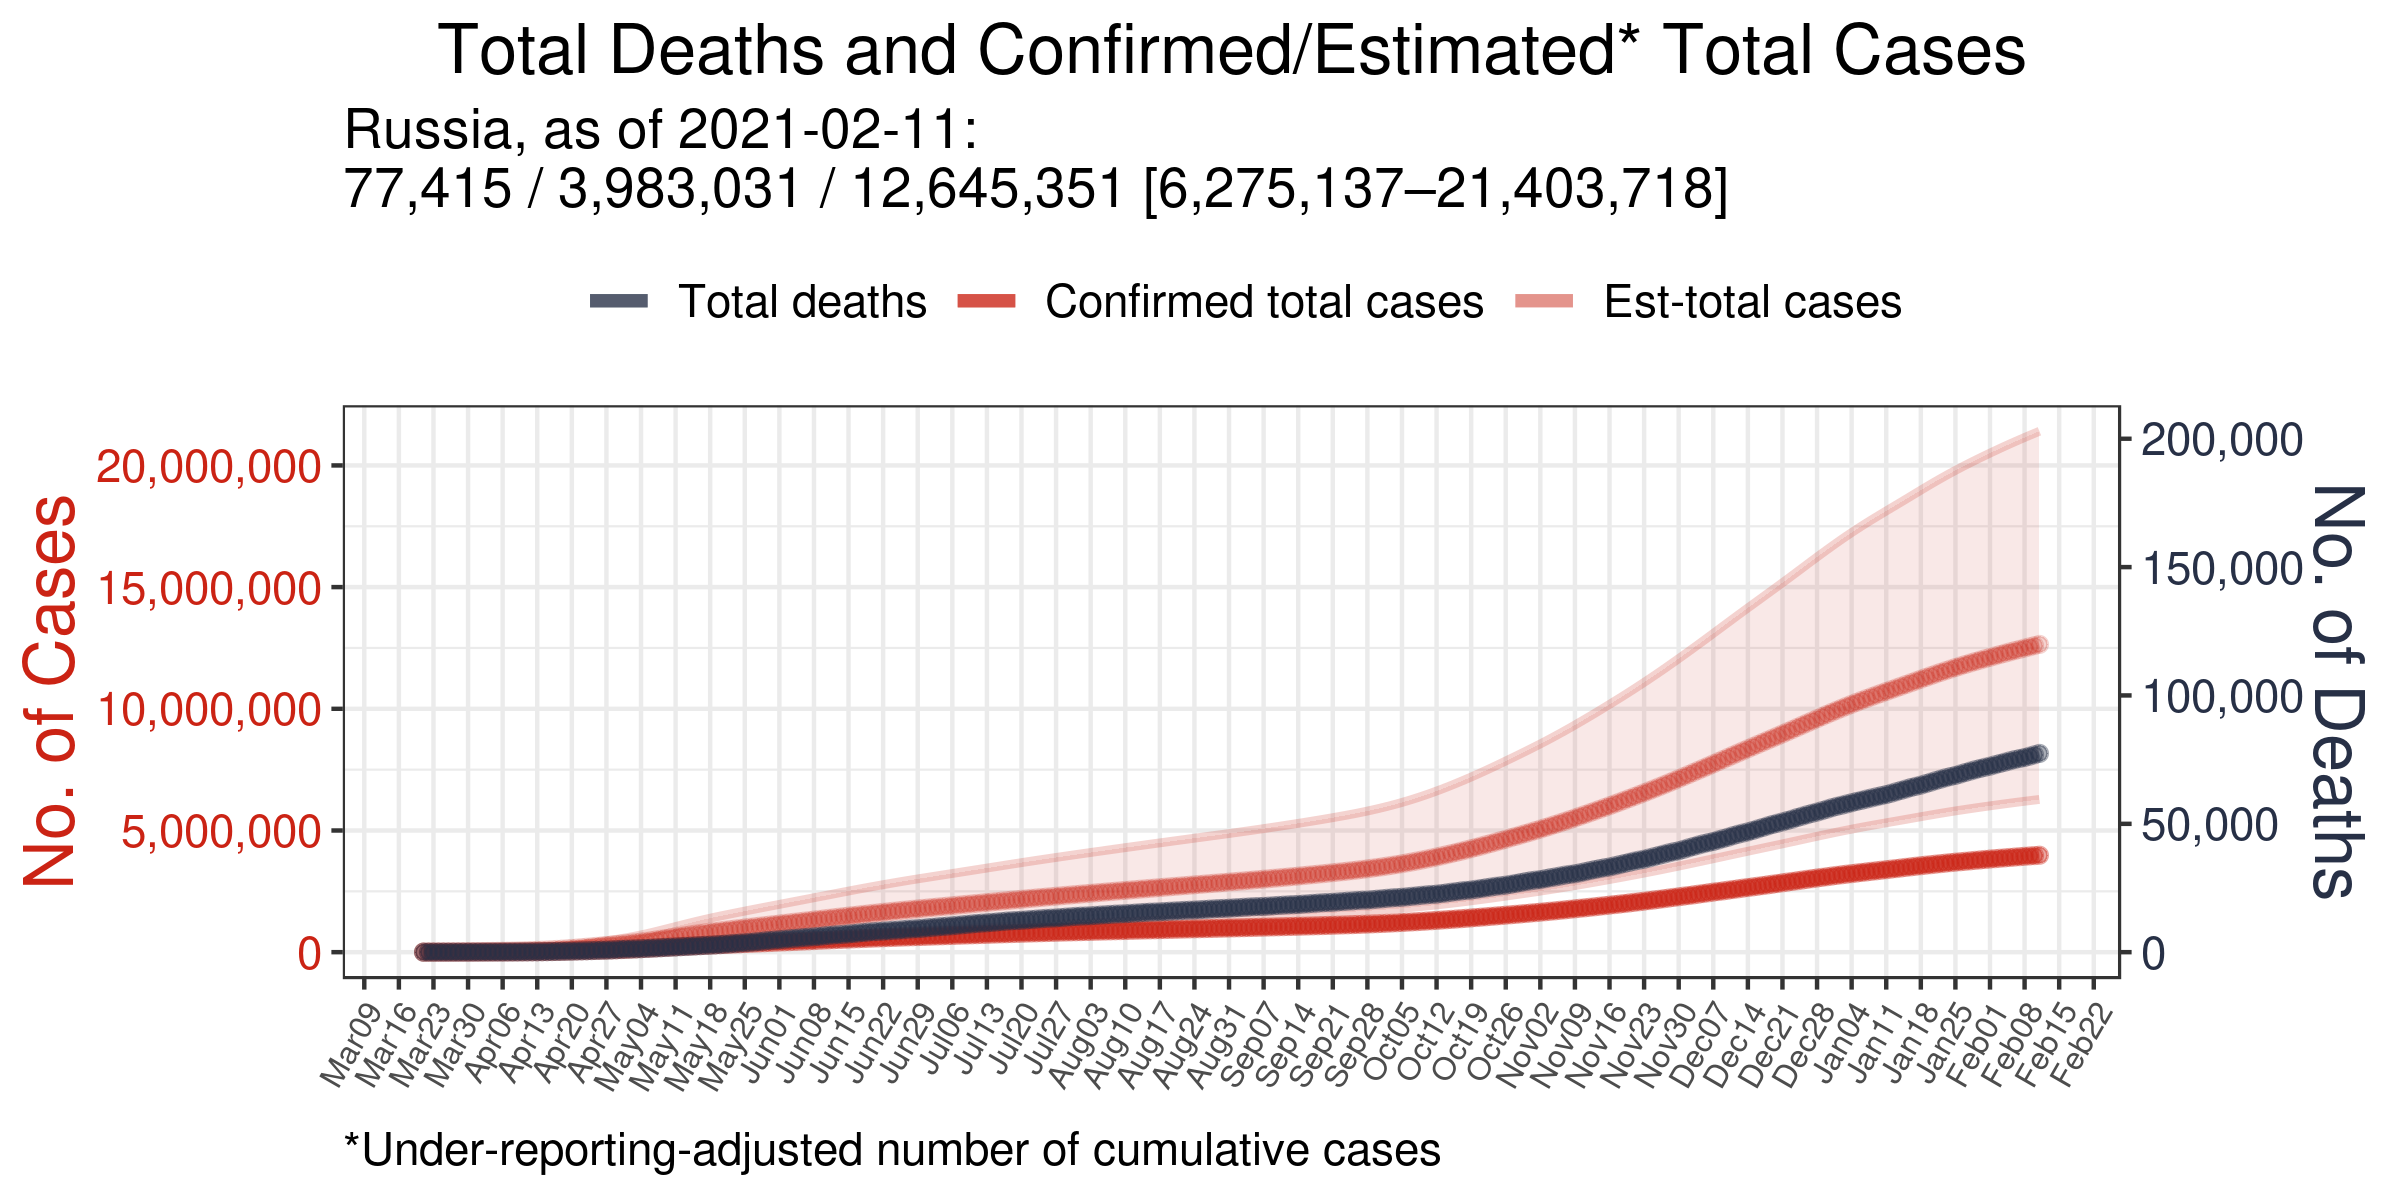 Total Deaths and Confirmed/Estimated* Total Cases
Russia, as of 2021-02-11:
77,415 / 3,983,031 / 12,645,351 [6,275,137–21,403,718]
Total deaths
Confirmed total cases
Est-total cases
No. of Cases
20,000,000
15,000,000
10,000,000
5,000,000
0
200,000
150,000
100,000
50,000
0
No. of Deaths
Mar09
Mar16
Mar23
Mar30
Apr06
Apr13
Apr20
Apr27
May04
May11
May18
May25
Jun01
Jun08
Jun15
Jun22
Jun29
Jul06
Jul13
Jul20
Jul27
Aug03
Aug10
Aug17
Aug24
Aug31
Sep07
Sep14
Sep21
Sep28
Oct05
Oct12
Oct19
Oct26
Nov02
Nov09
Nov16
Nov23
Nov30
Dec07
Dec14
Dec21
Dec28
Jan04
Jan11
Jan18
Jan25
Feb01
Feb08
Feb15
Feb22
*Under-reporting-adjusted number of cumulative cases